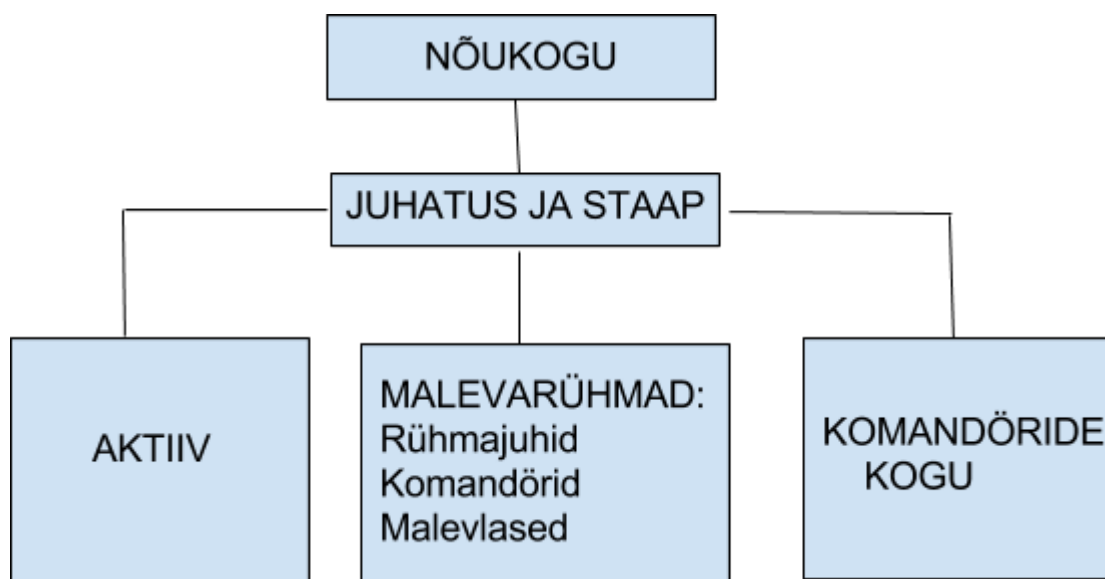 NÕUKOGU
JUHATUS JA STAAP
AKTIIV
MALEVARÜHMAD:
Rühmajuhid
Komandörid
Malevlased
KOMANDÖRIDE
KOGU